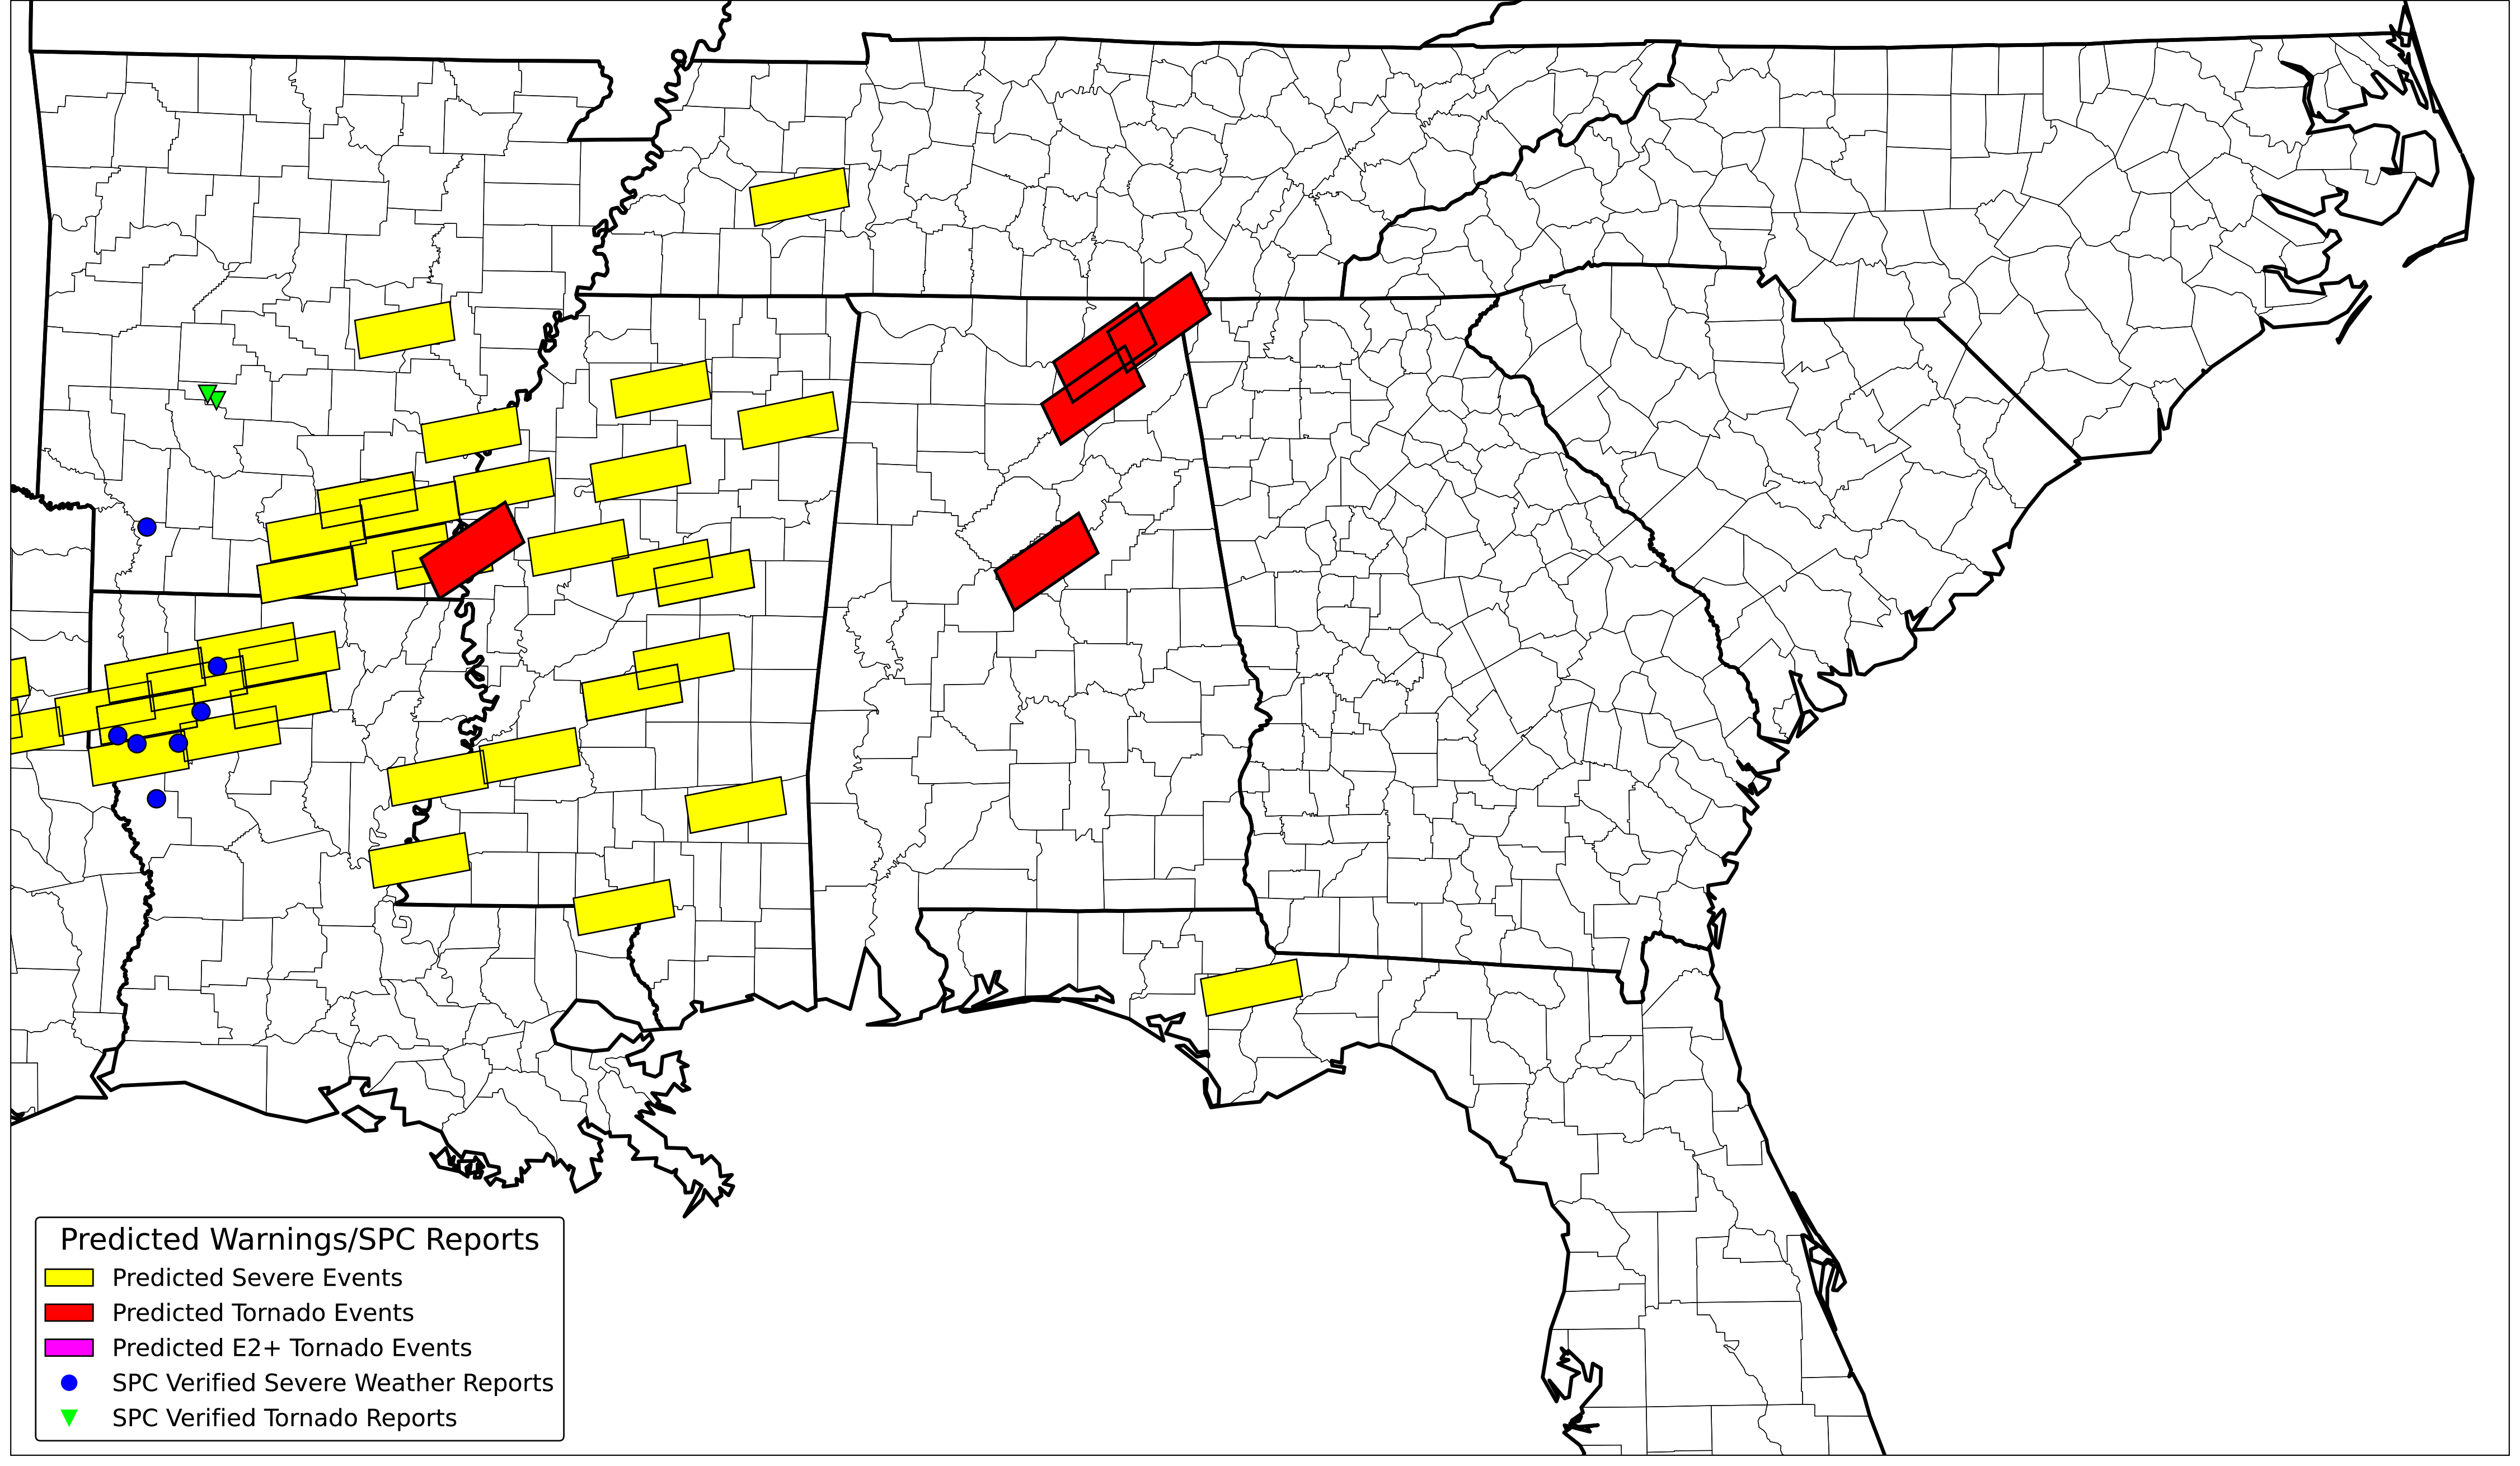 Predicted Warnings/SPC Reports
Predicted Severe Events
Predicted Tornado Events
Predicted E2+ Tornado Events
SPC Verified Severe Weather Reports
SPC Verified Tornado Reports